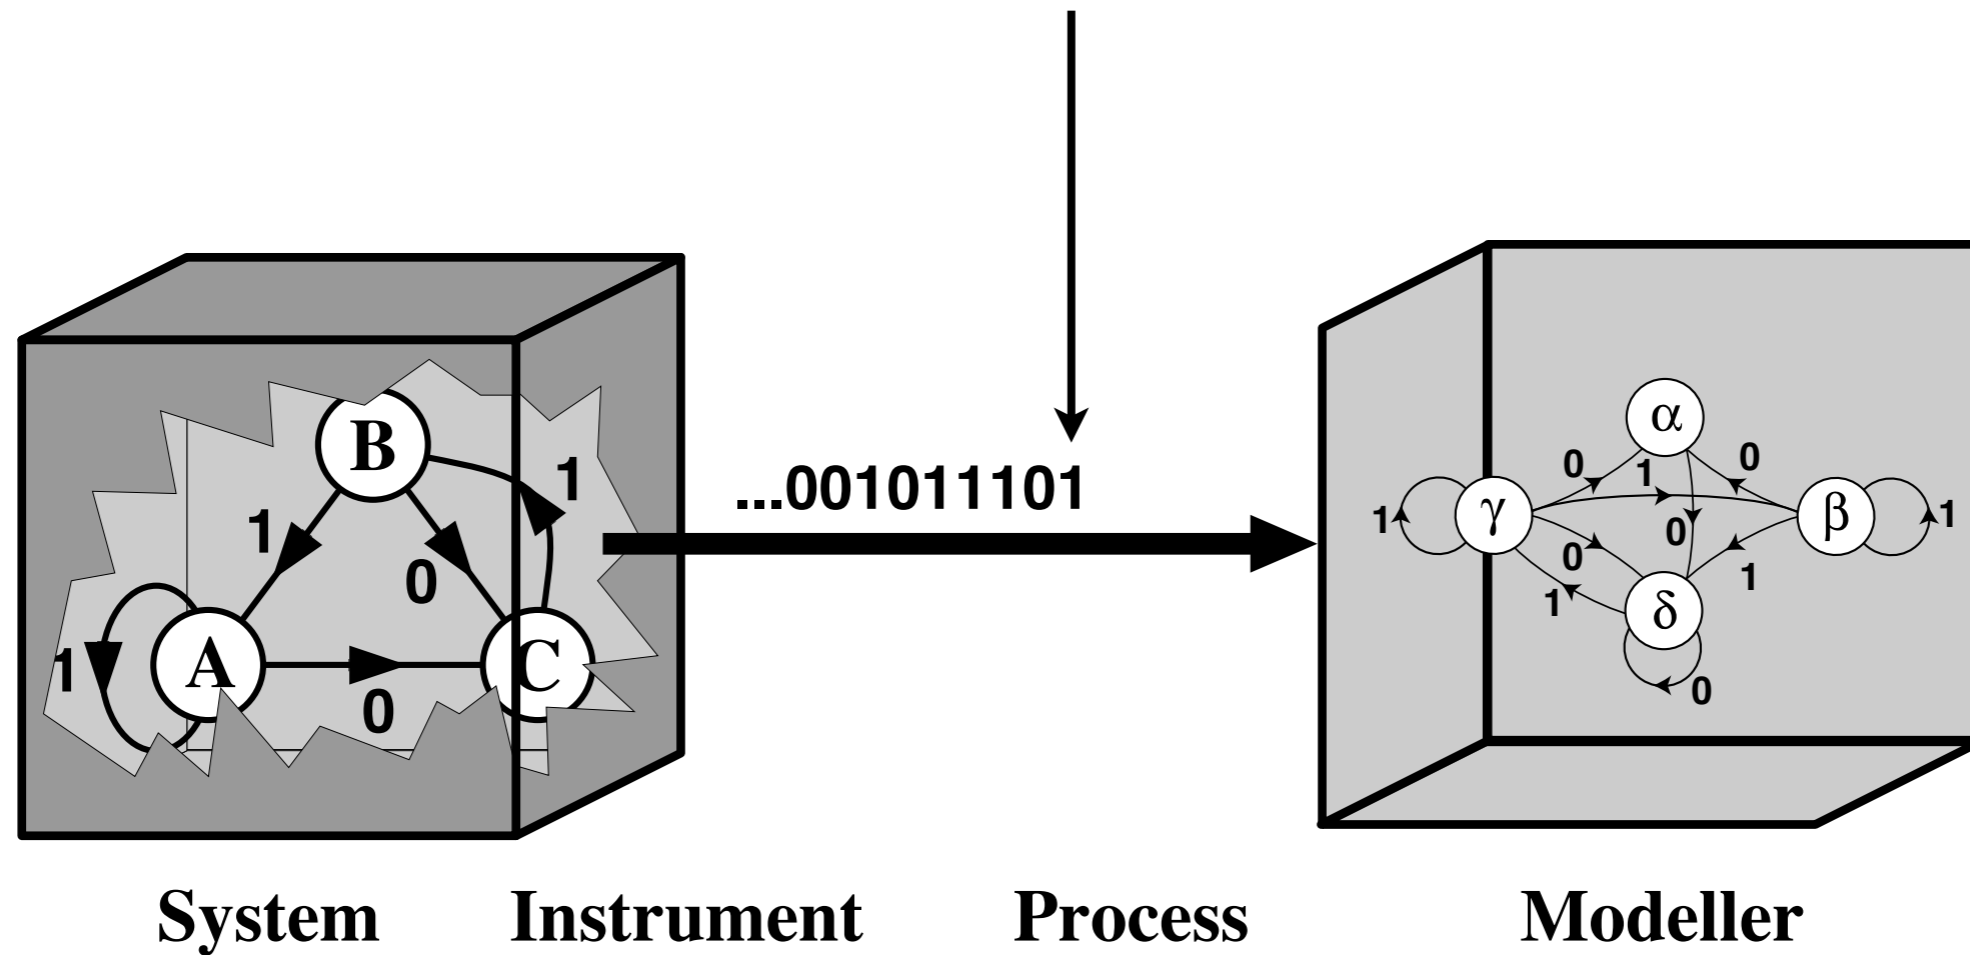 B
1
1
0
1
A
0
C
...001011101
α
0
1
0
1
γ
β
1
0
0
1
1
δ
0
System Instrument Process Modeller